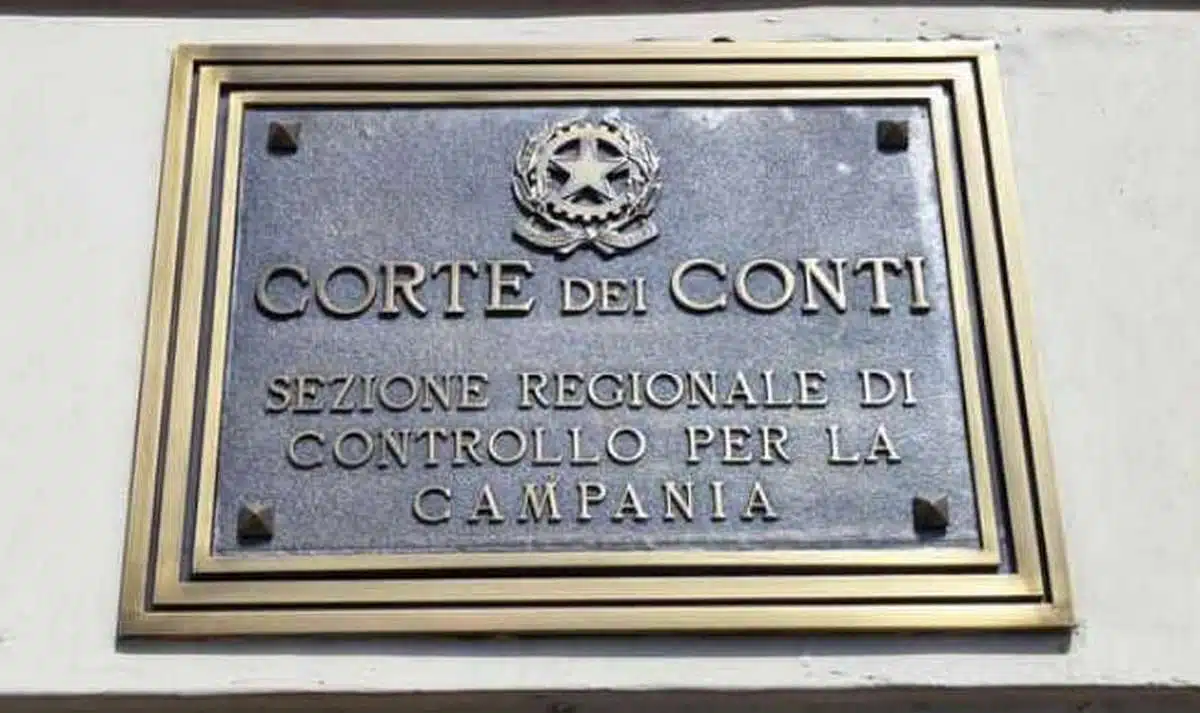 CORTE DEI CONTI
SEZIONE REGIONALE DI
CONTROLLO PER LA
CAMPANIA